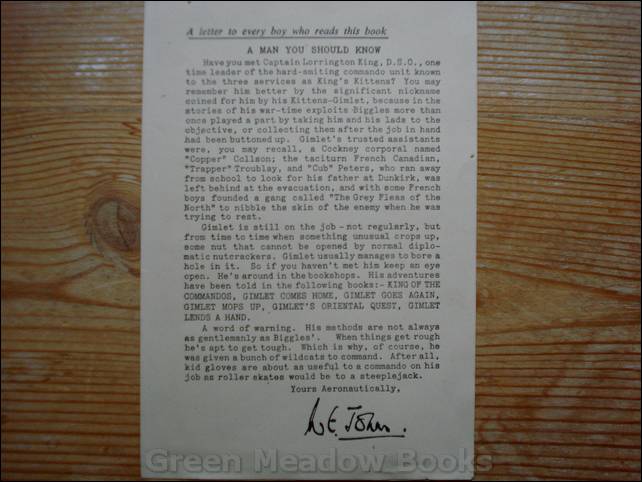 A letter to every boy who reads this book
A MAN YOU SHOULD KNOW
Have you met Captain Lorrington King, D.S.O., one
time leader of the hard-smiting commando unit known
to the three services as King's Kittens? You may
remember him better by the significant nickname
coined for him by his Kittens-Gimlet, because in the
stories of his war-time exploits Biggles more than
once played a part by taking him and his lads to the
objective, or collecting them after the job in hand
had been buttoned up. Gimlet's trusted assistants
were, you may recall, a Cockney corporal named
"Copper" Collson; the taciturn French Canadian,
"Trapper" Troublay, and "Cub" Peters, who ran away
from school to look for his father at Dunkirk, was
left behind at the evacuation, and with some French
boys founded a gang called "The Grey Fleas of the
North" to nibble the skin of the enemy when he was
trying to rest.
Gimlet is still on the job - not regularly, but
from time to time when something unusual crops up,
some nut that cannot be opened by normal diplo-
matic nutcrackers. Gimlet usually manages to bore a
hole in it. So if you haven't met him keep an eye
open. He's around in the bookshops. His adventures
have been told in the following books:- KING OF THE
COMMANDOS, GIMLET COMES HOME, GIMLET GOES AGAIN,
GIMLET MOPS UP, GIMLET'S ORIENTAL QUEST, GIMLET
LENDS A HAND.
A word of warning. His methods are not always
as gentlemanly as Biggles'. When things get rough
he's apt to get tough. Which is why, of course, he
was given a bunch of wildcats to command. After all,
kid gloves are about as useful to a commando on his
job as roller skates would be to a steeplejack.
Yours Aeronautically,
W.E. Johns.
Green Meadow Books